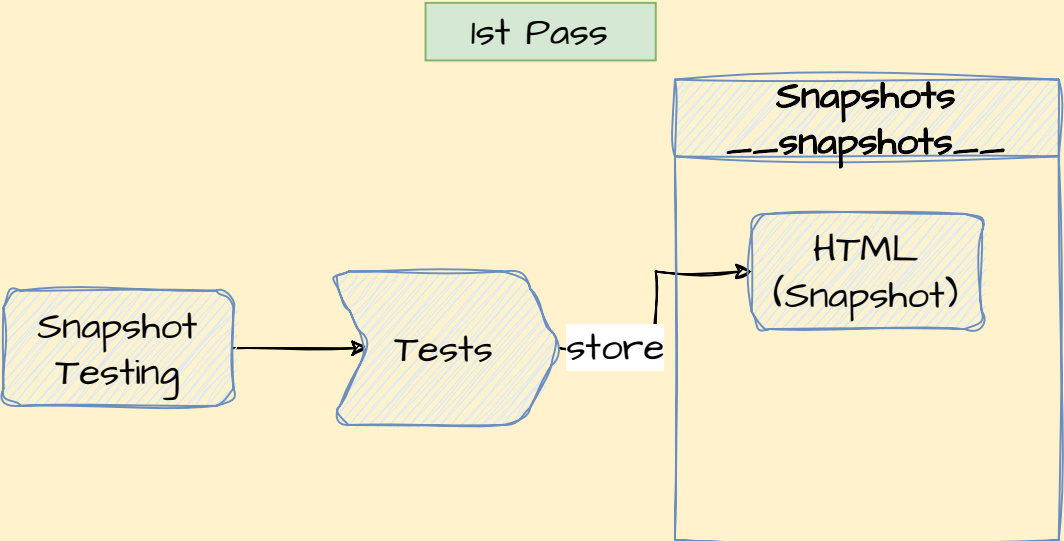 1st Pass
Snapshots
__snapshots__
HTML
(Snapshot)
Snapshot
Testing
Tests
store